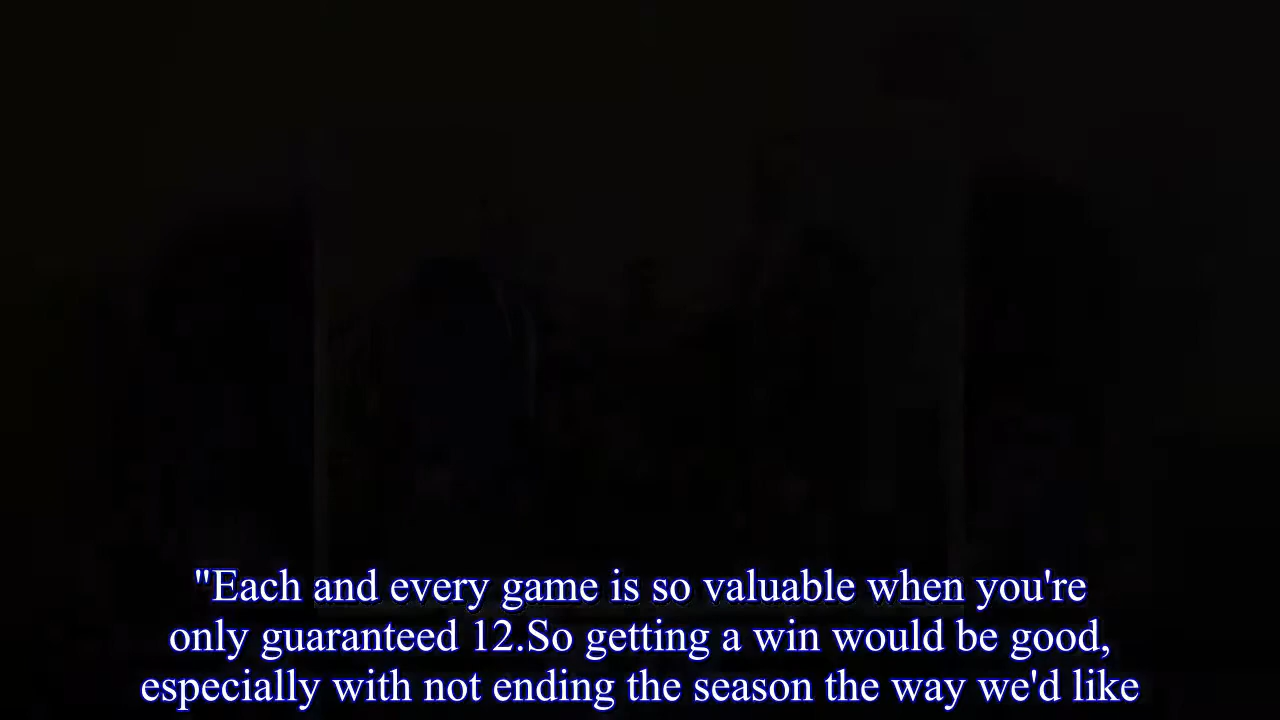 "Each and every game is so valuable when you're
only guaranteed 12.So getting a win would be good,
especially with not ending the season the way we'd like